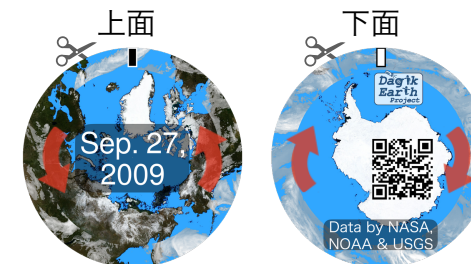 上面
下面
Dagik
Earth
Project
Sep. 27,
2009
Data by NASA,
NOAA & USGS